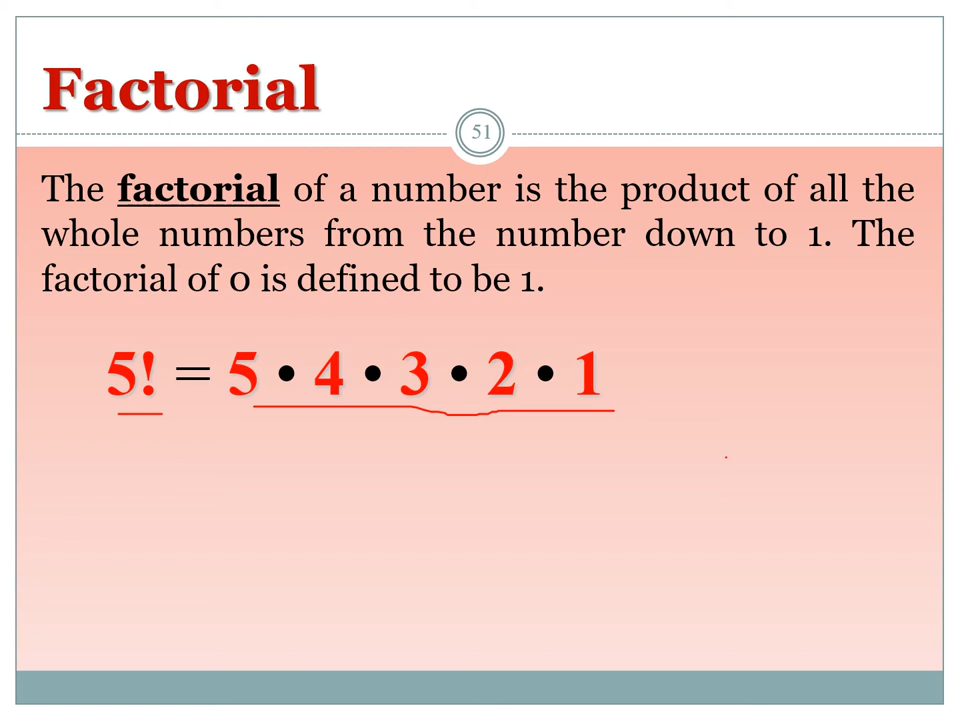 Factorial
51
The factorial of a number is the product of all the
whole numbers from the number down to 1. The
factorial of 0 is defined to be 1.
5! = 5 • 4 • 3 • 2 • 1